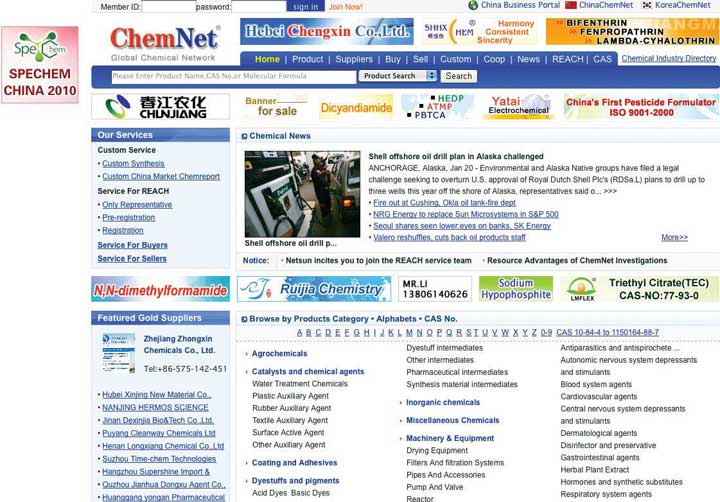 Member ID:
password:
sign in
Join Now!
China Business Portal
ChinaChemNet
KoreaChemNet
SpeChem
SPECHEM
CHINA 2010
ChemNet
Global Chemical Network
Hebei Chengxin Co.,Ltd.
SHHX CHEM
Harmony
Consistent
Sincerity
BIFENTHRIN
FENPROPATHRIN
LAMBDA-CYHALOTHRIN
Home | Product | Suppliers | Buy | Sell | Custom | Coop | News | REACH | CAS
Chemical Industry Directory
Please Enter Product Name,CAS No.or Molecular Formula
Product Search
Search
春江农化
CHUNJIANG
Banner
for sale
Dicyandiamide
HEDP
ATMP
PBTCA
Yatai
Electrochemical
China's First Pesticide Formulator
ISO 9001-2000
Our Services
Custom Service
• Custom Synthesis
• Custom China Market Chemreport
Service For REACH
• Only Representative
• Pre-registration
• Registration
Service For Buyers
Service For Sellers
Chemical News
Shell offshore oil drill p...
Shell offshore oil drill plan in Alaska challenged
ANCHORAGE, Alaska, Jan 20 - Environmental and Alaska Native groups have filed a legal
challenge seeking to overturn U.S. approval of Royal Dutch Shell Plc's (RDSa.L) plans to drill up to
three wells this year off the shore of Alaska, representatives said o... >>>
• Fire out at Cushing, Okla oil tank-fire dept
• NRG Energy to replace Sun Microsystems in S&P 500
• Seoul shares seen lower;eyes on banks, SK Energy
• Valero reshuffles, cuts back oil products staff
More>>
Notice:
• Netsun incites you to join the REACH service team
• Resource Advantages of ChemNet Investigations
N,N-dimethylformamide
Ruijia Chemistry
MR.LI
13806140626
Sodium
Hypophosphite
LMFLEX
Triethyl Citrate(TEC)
CAS-NO:77-93-0
Featured Gold Suppliers
Zhejiang Zhongxin
Chemicals Co., Ltd.
Tel:+86-575-142-451
• Hubei Xinjing New Material Co.,
• NANJING HERMOS SCIENCE
• Jinan Dexinjia Bio&Tech Co.,Ltd.
• Puyang Cleanway Chemicals Ltd
• Henan Longxiang Chemical Co.,Ltd
• Suzhou Time-chem Technologies
• Hangzhou Supershine Import &
• Quzhou Jianhua Dongxu Agent Co.,
• Huanggang yongan Pharmaceutical
Browse by Products Category • Alphabets • CAS No.
A B C D E F G H I J K L M N O P Q R S T U V W X Y Z 0-9 CAS 10-84-4 to 1150164-88-7
Agrochemicals
Catalysts and chemical agents
Water Treatment Chemicals
Plastic Auxiliary Agent
Rubber Auxiliary Agent
Textile Auxiliary Agent
Surface Active Agent
Other Auxiliary Agent
Coating and Adhesives
Dyestuffs and pigments
Acid Dyes Basic Dyes
Dyestuff intermediates
Other intermediates
Pharmaceutical intermediates
Synthesis material intermediates
Inorganic chemicals
Miscellaneous Chemicals
Machinery & Equipment
Drying Equipment
Filters And filtration Systems
Pipes And Accessories
Pump And Valve
Reactor
Antiparasitics and antispirochete ...
Autonomic nervous system depressants
and stimulants
Blood system agents
Cardiovascular agents
Central nervous system depressants
and stimulants
Dermatological agents
Disinfector and preservative
Gastrointestinal agents
Herbal Plant Extract
Hormones and synthetic substitutes
Respiratory system agents